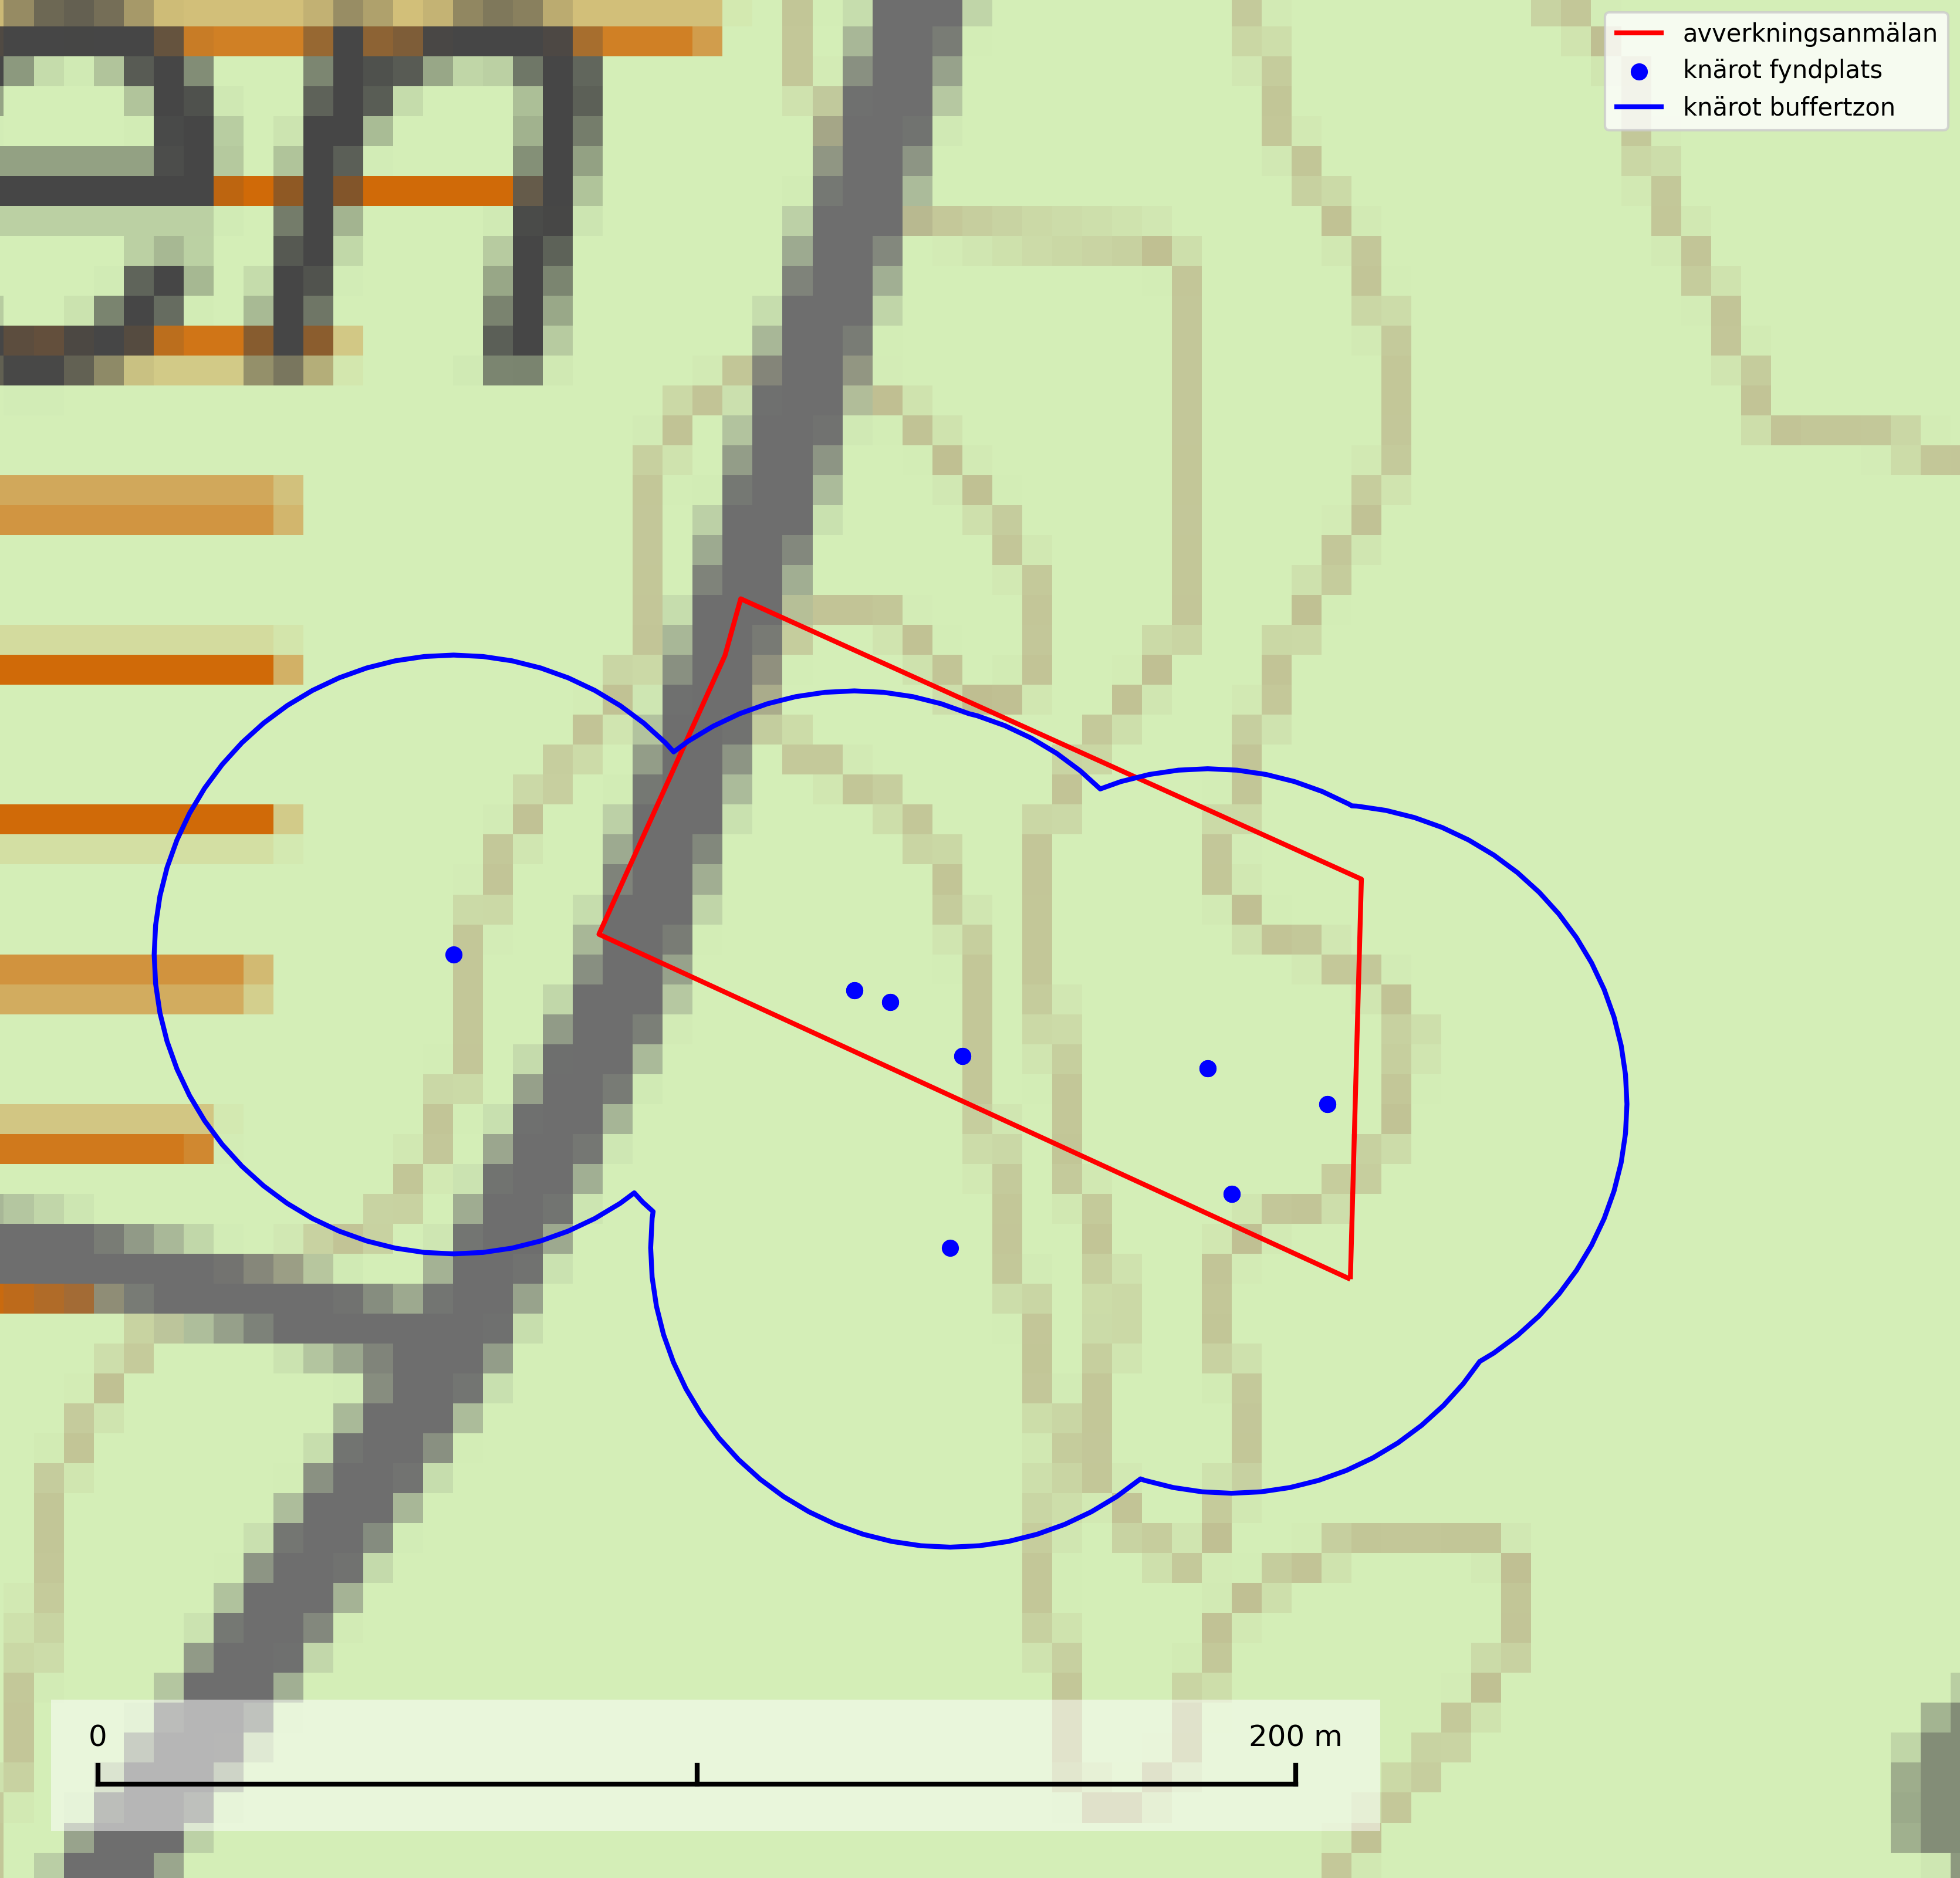 avverkningsanmälan
knärot fyndplats
knärot buffertzon
0 200 m